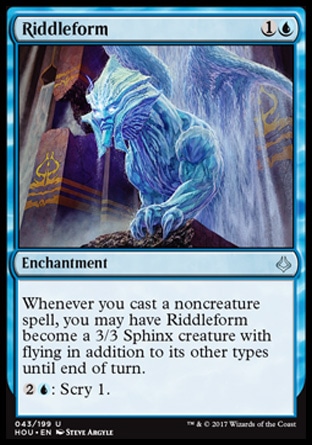 Riddleform 1
Enchantment
Whenever you cast a noncreature
spell, you may have Riddleform
become a 3/3 Sphinx creature with
flying in addition to its other types
until end of turn.
2: Scry 1.
043/199 U
HOU • EN Steve Argyle
™ & © 2017 Wizards of the Coast